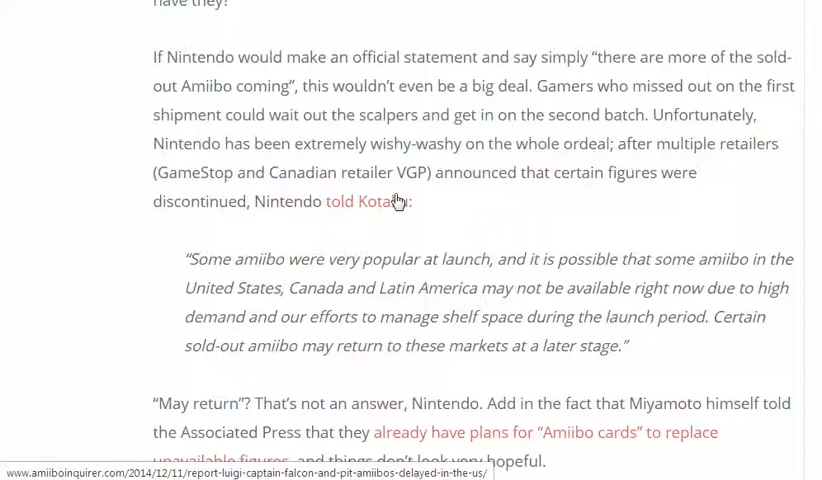 have they?
If Nintendo would make an official statement and say simply “there are more of the sold-
out Amiibo coming”, this wouldn’t even be a big deal. Gamers who missed out on the first
shipment could wait out the scalpers and get in on the second batch. Unfortunately,
Nintendo has been extremely wishy-washy on the whole ordeal; after multiple retailers
(GameStop and Canadian retailer VGP) announced that certain figures were
discontinued, Nintendo told Kotaku:
“Some amiibo were very popular at launch, and it is possible that some amiibo in the
United States, Canada and Latin America may not be available right now due to high
demand and our efforts to manage shelf space during the launch period. Certain
sold-out amiibo may return to these markets at a later stage.”
“May return”? That’s not an answer, Nintendo. Add in the fact that Miyamoto himself told
the Associated Press that they already have plans for “Amiibo cards” to replace
unavailable figures, and things don’t look very hopeful.
www.amiiboinquirer.com/2014/12/11/report-luigi-captain-falcon-and-pit-amiibos-delayed-in-the-us/